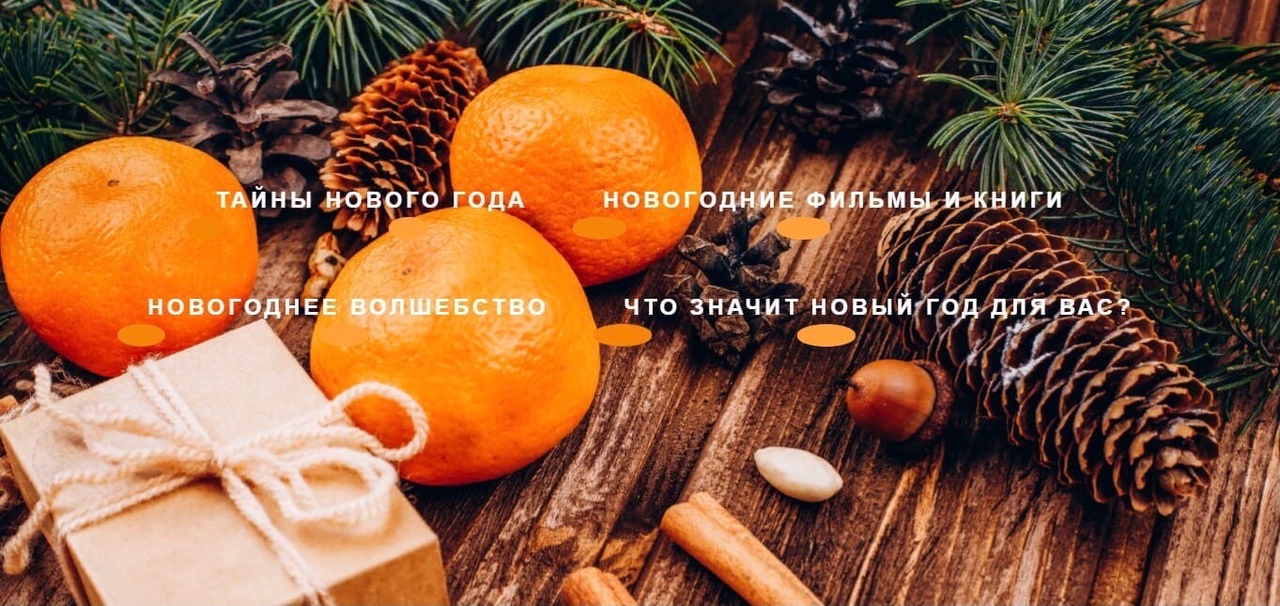 ТАЙНЫ НОВОГО ГОДА НОВОГОДНИЕ ФИЛЬМЫ И КНИГИ
НОВОГОДНЕЕ ВОЛШЕБСТВО ЧТО ЗНАЧИТ НОВЫЙ ГОД ДЛЯ ВАС?